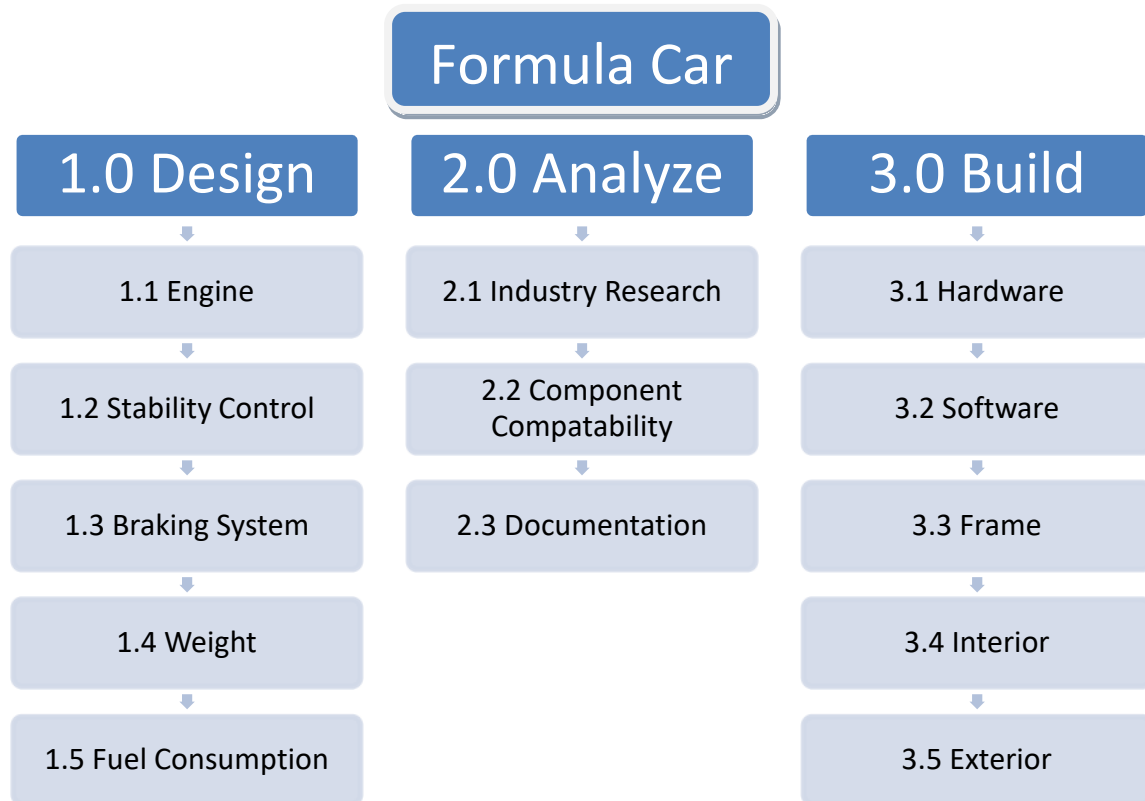 Formula Car
1.0 Design
1.1 Engine
1.2 Stability Control
1.3 Braking System
1.4 Weight
1.5 Fuel Consumption
2.0 Analyze
2.1 Industry Research
2.2 Component
Compatability
2.3 Documentation
3.0 Build
3.1 Hardware
3.2 Software
3.3 Frame
3.4 Interior
3.5 Exterior